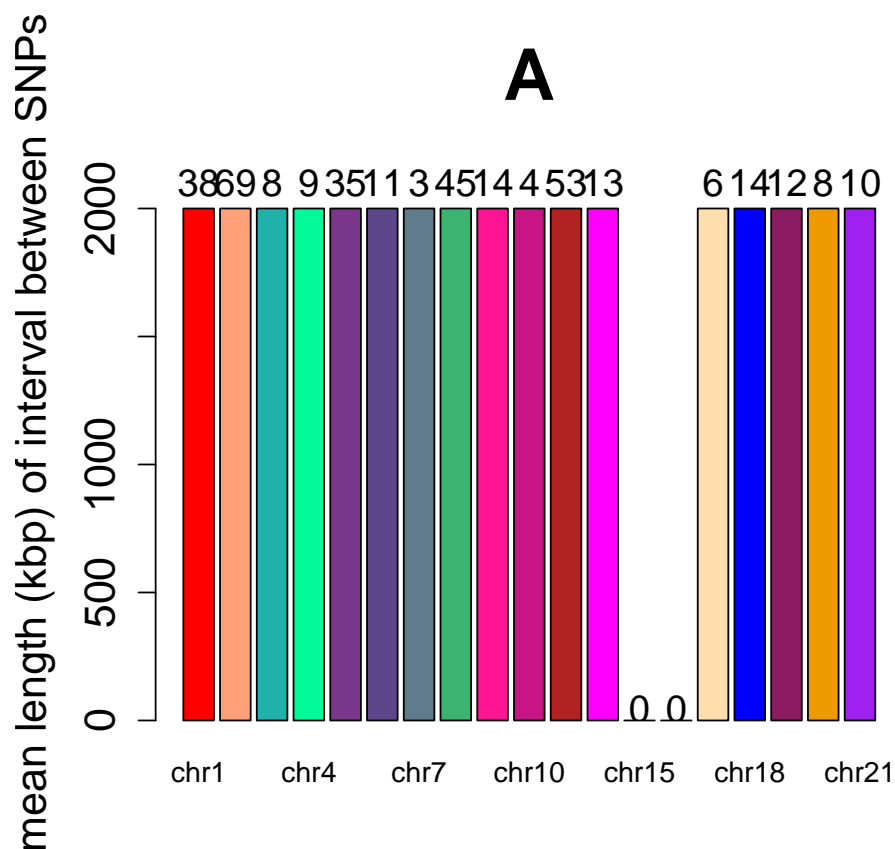 A
mean length (kbp) of interval between SNPs
38 69 8 9 35 11 3 45 14 4 53 13 0 0 6 14 12 8 10
2000
1000
500
0
chr1 chr4 chr7 chr10 chr15 chr18 chr21